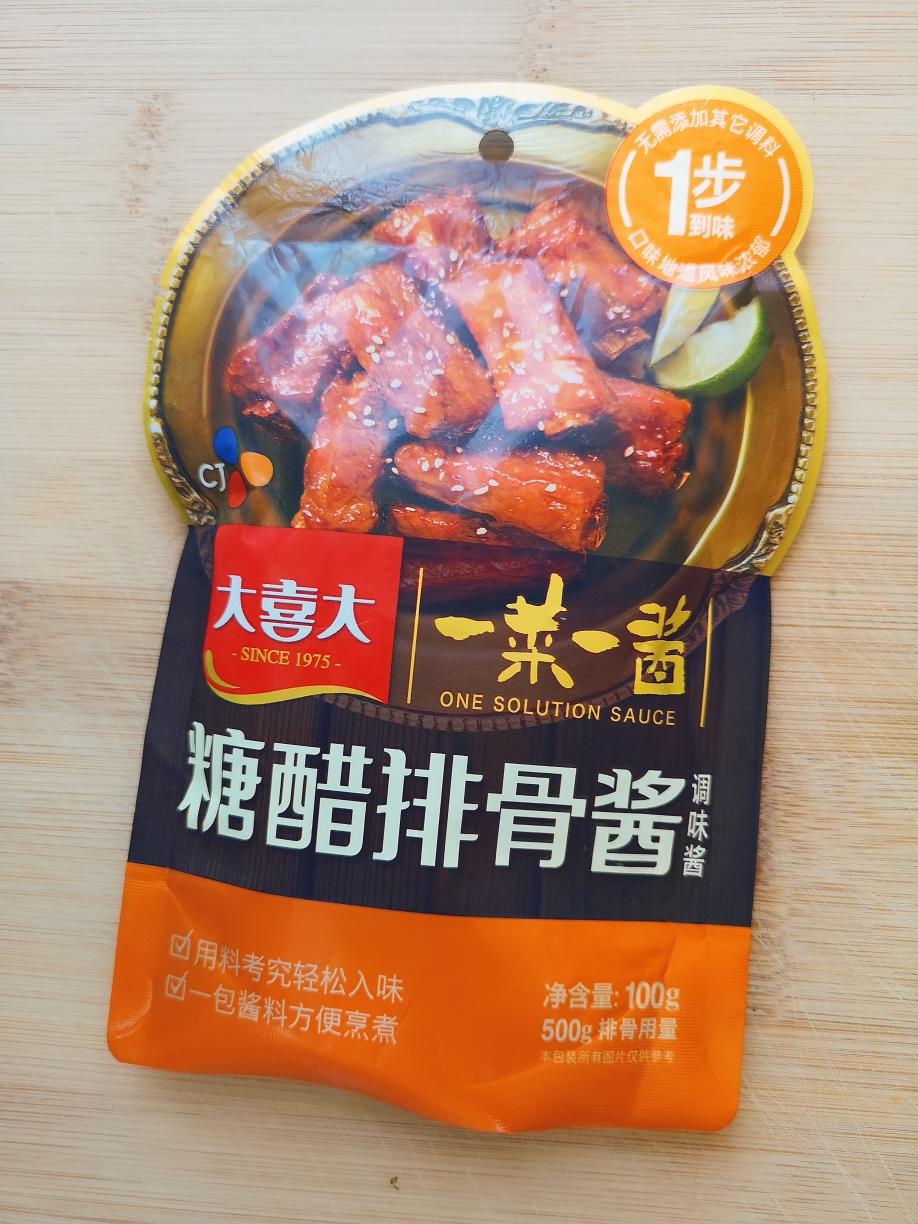 无需添加其它调料
1步
到味
口味地道风味浓郁
CJ
大喜大
- SINCE 1975 -
一菜一酱
ONE SOLUTION SAUCE
糖醋排骨酱
调味酱
☑用料考究轻松入味
☑一包酱料方便烹煮
净含量: 100g
500g 排骨用量
本包装所有图片仅供参考